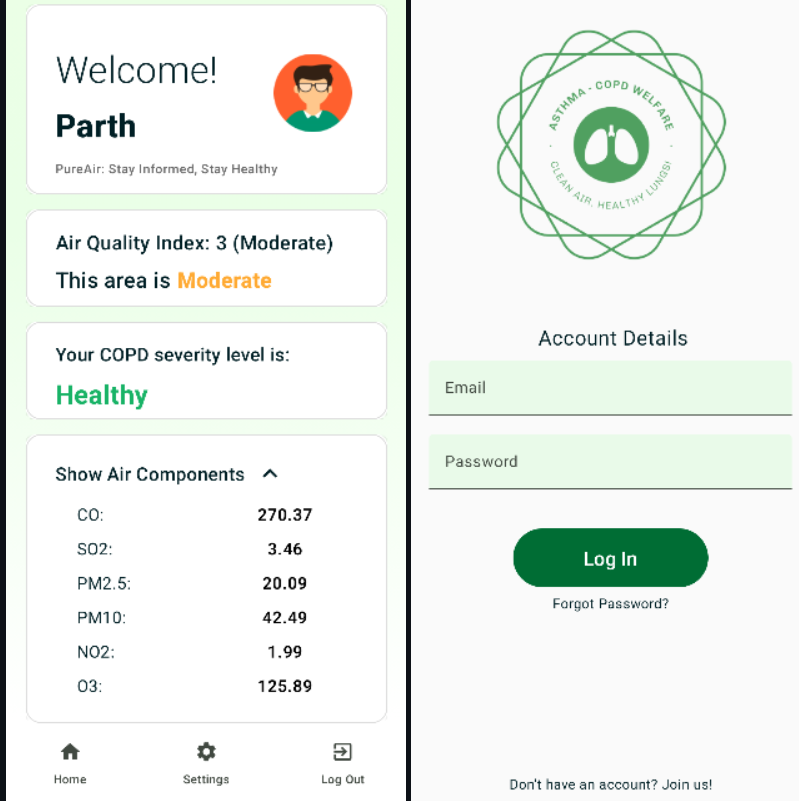 Welcome!
Parth
PureAir: Stay Informed, Stay Healthy
Air Quality Index: 3 (Moderate)
This area is Moderate
Your COPD severity level is:
Healthy
Show Air Components
CO: 270.37
SO2: 3.46
PM2.5: 20.09
PM10: 42.49
NO2: 1.99
O3: 125.89
Home Settings Log Out
ASTHMA - COPD WELFARE
· CLEAN AIR, HEALTHY LUNGS! ·
Account Details
Email
Password
Log In
Forgot Password?
Don't have an account? Join us!